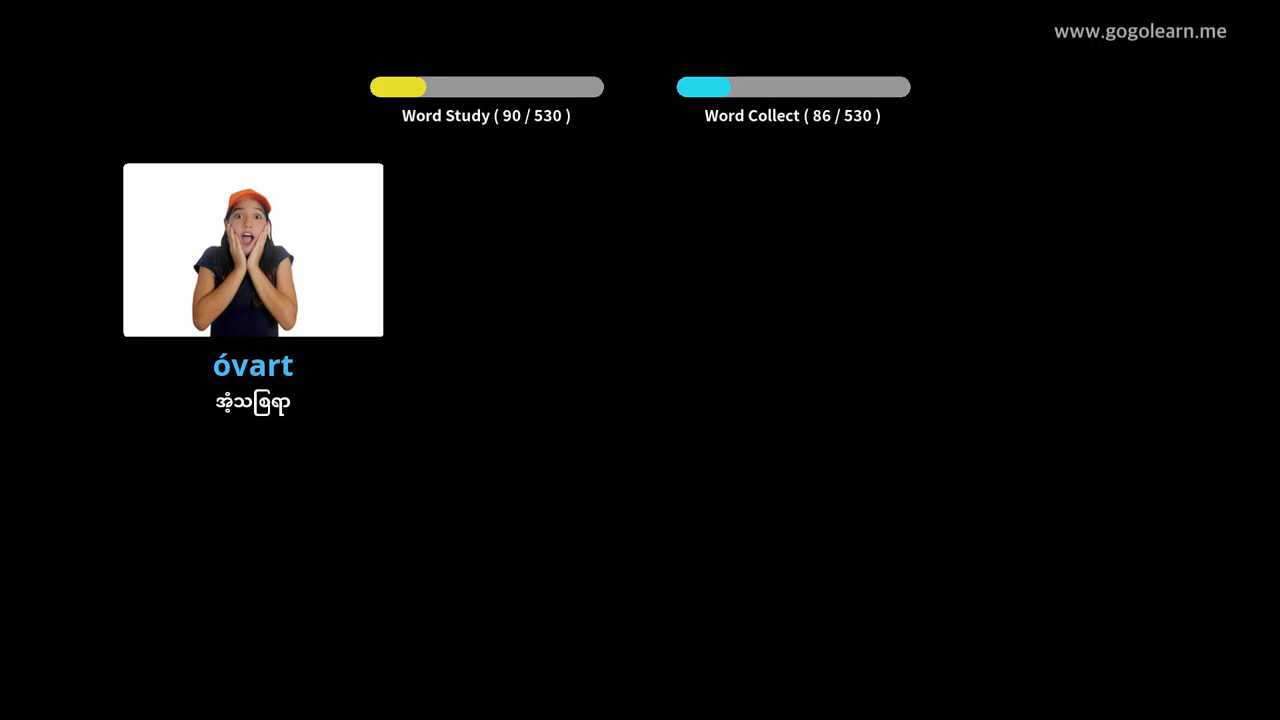 www.gogolearn.me
Word Study ( 90 / 530 )
Word Collect ( 86 / 530 )
óvart
အံ့သစြရာ